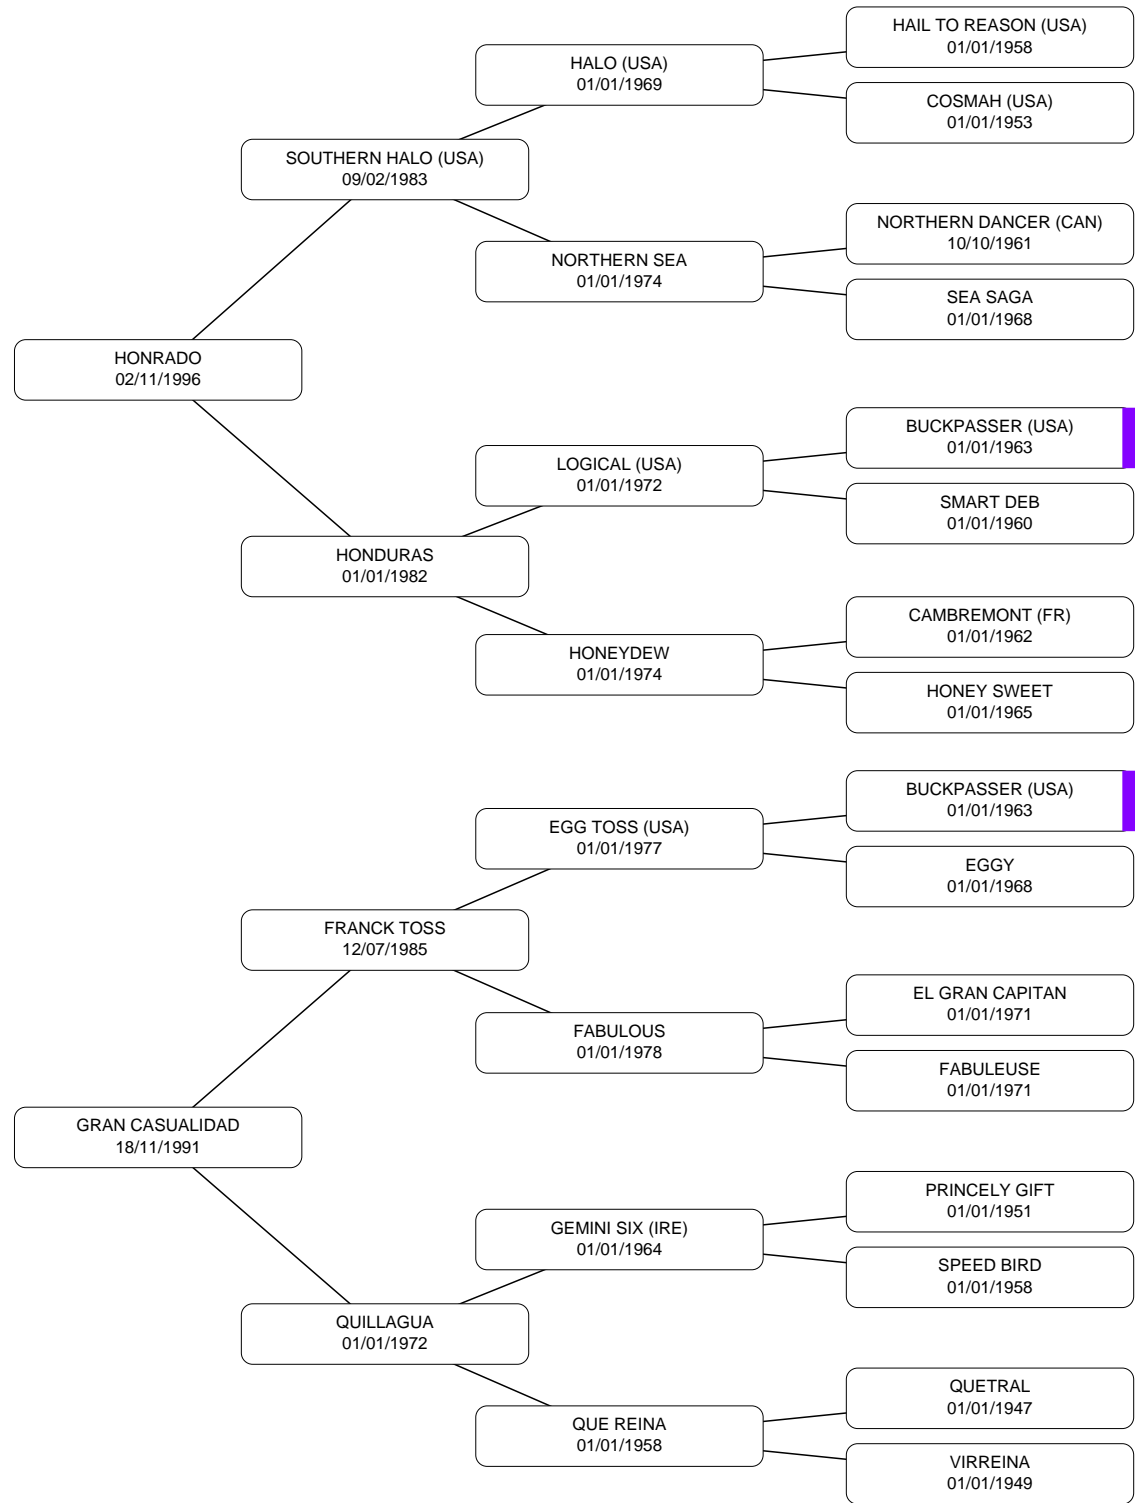 HAIL TO REASON (USA)
01/01/1958
HALO (USA)
01/01/1969
COSMAH (USA)
01/01/1953
SOUTHERN HALO (USA)
09/02/1983
NORTHERN DANCER (CAN)
10/10/1961
NORTHERN SEA
01/01/1974
SEA SAGA
01/01/1968
HONRADO
02/11/1996
BUCKPASSER (USA)
01/01/1963
LOGICAL (USA)
01/01/1972
SMART DEB
01/01/1960
HONDURAS
01/01/1982
CAMBREMONT (FR)
01/01/1962
HONEYDEW
01/01/1974
HONEY SWEET
01/01/1965
BUCKPASSER (USA)
01/01/1963
EGG TOSS (USA)
01/01/1977
EGGY
01/01/1968
FRANCK TOSS
12/07/1985
EL GRAN CAPITAN
01/01/1971
FABULOUS
01/01/1978
FABULEUSE
01/01/1971
GRAN CASUALIDAD
18/11/1991
PRINCELY GIFT
01/01/1951
GEMINI SIX (IRE)
01/01/1964
SPEED BIRD
01/01/1958
QUILLAGUA
01/01/1972
QUETRAL
01/01/1947
QUE REINA
01/01/1958
VIRREINA
01/01/1949